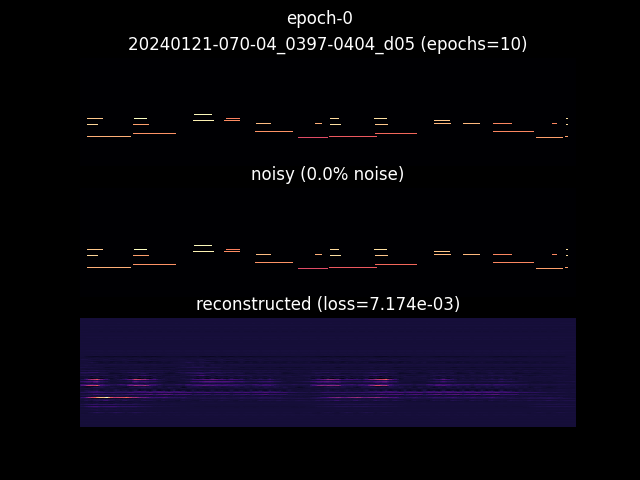 epoch-0
20240121-070-04_0397-0404_d05 (epochs=10)
noisy (0.0% noise)
reconstructed (loss=7.174e-03)